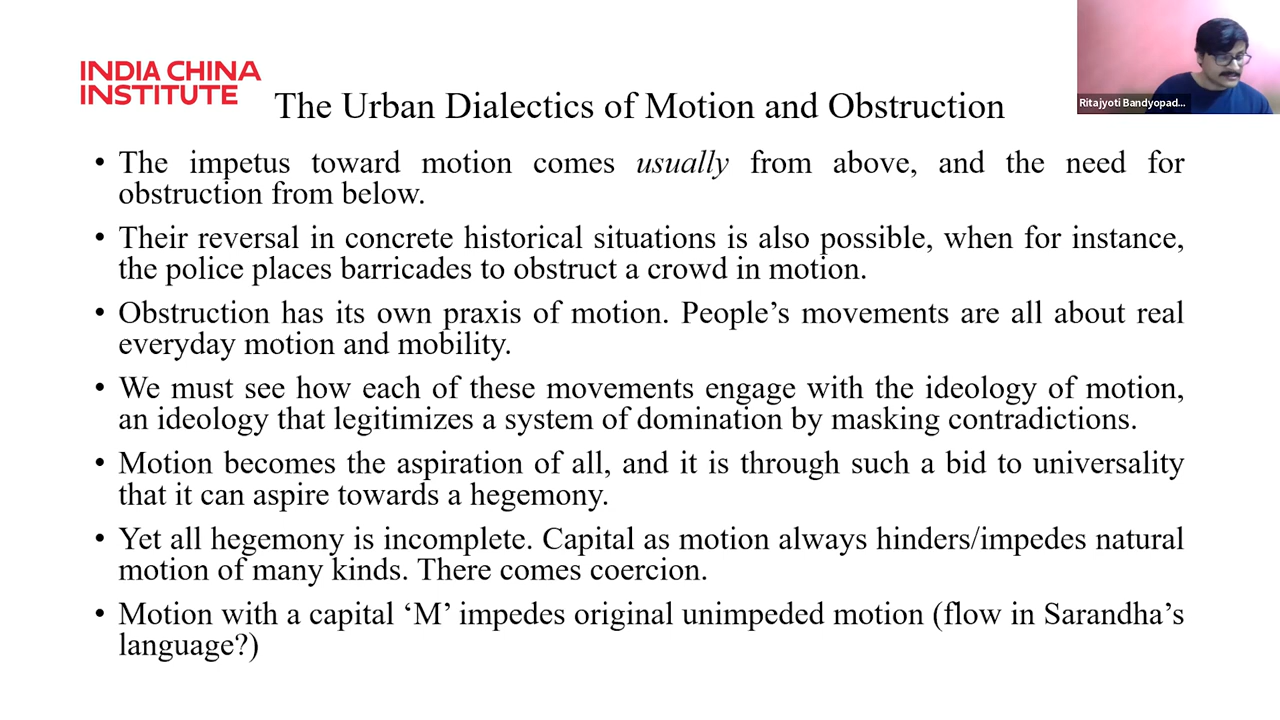 INDIA CHINA
INSTITUTE
The Urban Dialectics of Motion and Obstruction
Ritajyoti Bandyopad...
• The impetus toward motion comes usually from above, and the need for
obstruction from below.
• Their reversal in concrete historical situations is also possible, when for instance,
the police places barricades to obstruct a crowd in motion.
• Obstruction has its own praxis of motion. People’s movements are all about real
everyday motion and mobility.
• We must see how each of these movements engage with the ideology of motion,
an ideology that legitimizes a system of domination by masking contradictions.
• Motion becomes the aspiration of all, and it is through such a bid to universality
that it can aspire towards a hegemony.
• Yet all hegemony is incomplete. Capital as motion always hinders/impedes natural
motion of many kinds. There comes coercion.
• Motion with a capital ‘M’ impedes original unimpeded motion (flow in Sarandha’s
language?)